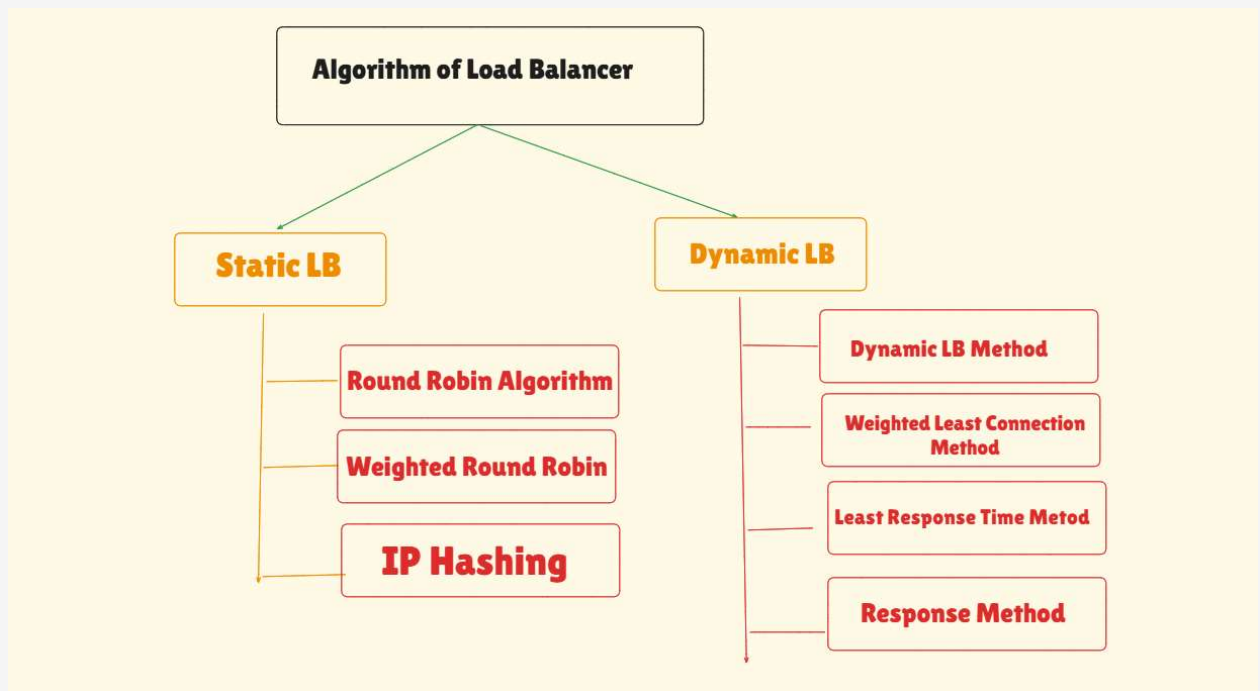 Algorithm of Load Balancer
Static LB
Round Robin Algorithm
Weighted Round Robin
IP Hashing
Dynamic LB
Dynamic LB Method
Weighted Least Connection
Method
Least Response Time Metod
Response Method